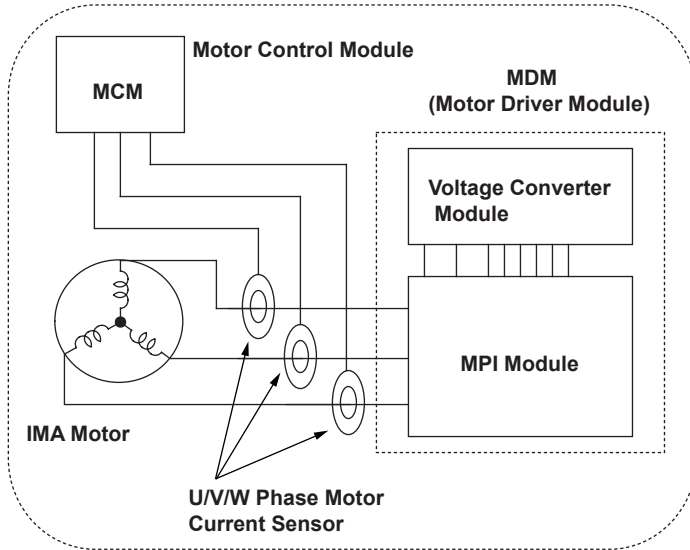 Motor Control Module
MCM
MDM
(Motor Driver Module)
Voltage Converter
Module
MPI Module
IMA Motor
U/V/W Phase Motor
Current Sensor